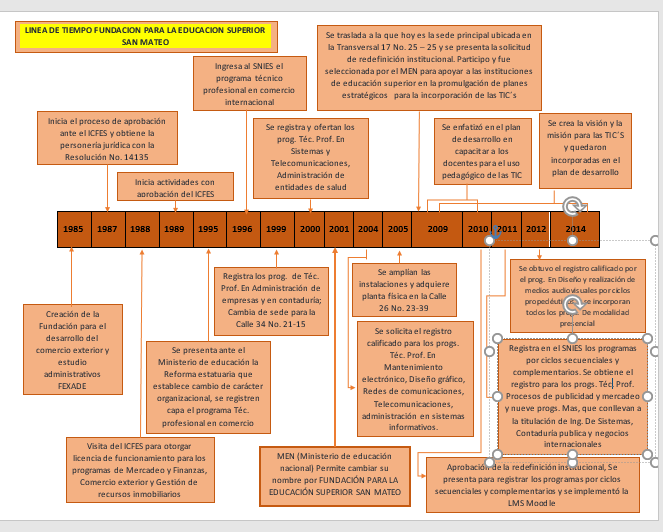 LINEA DE TIEMPO FUNDACION PARA LA EDUCACION SUPERIOR
SAN MATEO
Ingresa al SNIES el
programa técnico
profesional en comercio
internacional
Se traslada a la que hoy es la sede principal ubicada en
la Transversal 17 No. 25 – 25 y se presenta la solicitud
de redefinición institucional. Participo y fue
seleccionada por el MEN para apoyar a las instituciones
de educación superior en la promulgación de planes
estratégicos para la incorporación de las TIC´s
Inicia el proceso de aprobación
ante el ICFES y obtiene la
personería jurídica con la
Resolución No. 14135
Inicia actividades con
aprobación del ICFES
Se registra y ofertan los
prog. Téc. Prof. En
Sistemas y
Telecomunicaciones,
Administración de
entidades de salud
Se enfatizó en el plan
de desarrollo en
capacitar a los
docentes para el uso
pedagógico de las TIC
Se crea la visión y la
misión para las TIC´S
y quedaron
incorporadas en el
plan de desarrollo
1985 1987 1988 1989 1995 1996 1999 2000 2001 2004 2005 2009 2010 2011 2012 2014
Creación de la
Fundación para el
desarrollo del
comercio exterior y
estudio
administrativos
FEXADE
Visita del ICFES para otorgar
licencia de funcionamiento para los
programas de Mercadeo y Finanzas,
Comercio exterior y Gestión de
recursos inmobiliarios
Se presenta ante el
Ministerio de educación la
Reforma estatuaria que
establece cambio de carácter
organizacional, se registren
capa el programa Téc.
profesional en comercio
Registra los prog. de Téc.
Prof. En Administración de
empresas y en contaduría;
Cambia de sede para la
Calle 34 No. 21-15
MEN (Ministerio de educación
nacional) Permite cambiar su
nombre por FUNDACIÓN PARA LA
EDUCACIÓN SUPERIOR SAN MATEO
Se amplían las
instalaciones y adquiere
planta física en la Calle
26 No. 23-39
Se solicita el registro
calificado para los progs.
Téc. Prof. En
Mantenimiento
electrónico, Diseño gráfico,
Redes de comunicaciones,
Telecomunicaciones,
administración en sistemas
informativos.
Se obtuvo el registro calificado por
el prog. En Diseño y realización de
medios audiovisuales por ciclos
se incorporan
todos los De modalidad
presencial
Registra en el SNIES los programas
por ciclos secuenciales y
complementarios. Se obtiene el
registro para los progs. Téc Prof.
Procesos de publicidad y mercadeo
y nueve progs. Mas, que conllevan a
la titulación de Ing. De Sistemas,
Contaduría publica y negocios
internacionales
Aprobación de la redefinición institucional, Se
presenta para registrar los programas por ciclos
secuenciales y complementarios y se implementó la
LMS Moodle